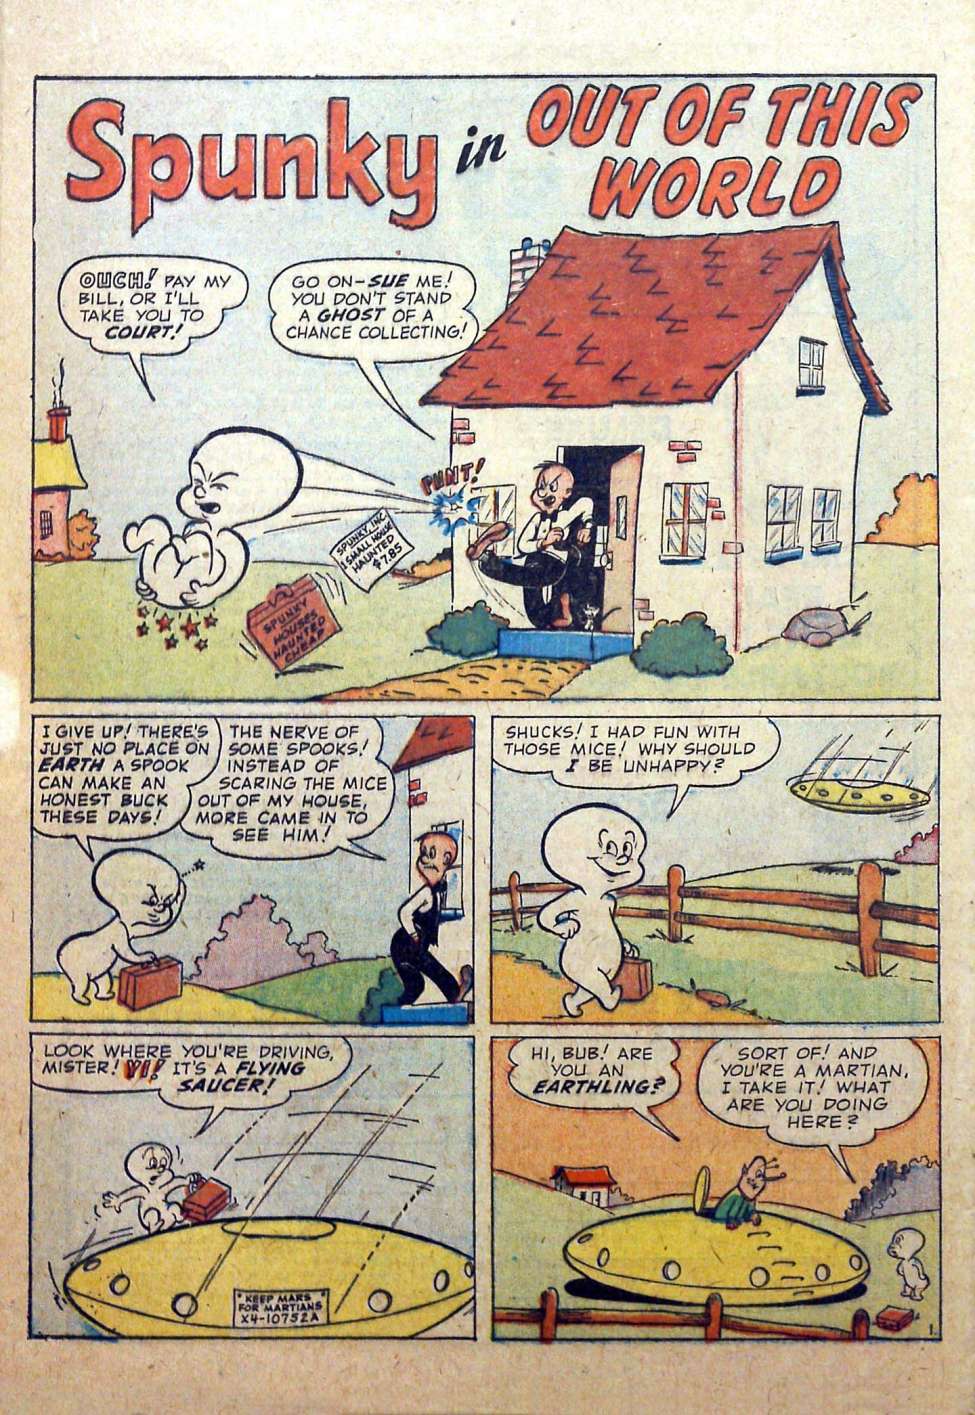 Spunky in OUT OF THIS
WORLD
OUCH! PAY MY
BILL, OR I'LL
TAKE YOU TO
COURT!
GO ON-SUE ME!
YOU DON'T STAND
A GHOST OF A
CHANCE COLLECTING!
PUNT!
SPUNKY, INC.
1 SMALL HOUSE
HAUNTED
$7.85
SPUNKY
HOUSES
HAUNTED
CHEAP
I GIVE UP! THERE'S
JUST NO PLACE ON
EARTH A SPOOK
CAN MAKE AN
HONEST BUCK
THESE DAYS!
THE NERVE OF
SOME SPOOKS!
INSTEAD OF
SCARING THE MICE
OUT OF MY HOUSE,
MORE CAME IN TO
SEE HIM!
SHUCKS! I HAD FUN WITH
THOSE MICE! WHY SHOULD
I BE UNHAPPY?
LOOK WHERE YOU'RE DRIVING,
MISTER! YI! IT'S A FLYING
SAUCER!
"KEEP MARS
FOR MARTIANS"
X4-10752A
HI, BUB! ARE
YOU AN
EARTHLING?
SORT OF! AND
YOU'RE A MARTIAN,
I TAKE IT! WHAT
ARE YOU DOING
HERE?
1